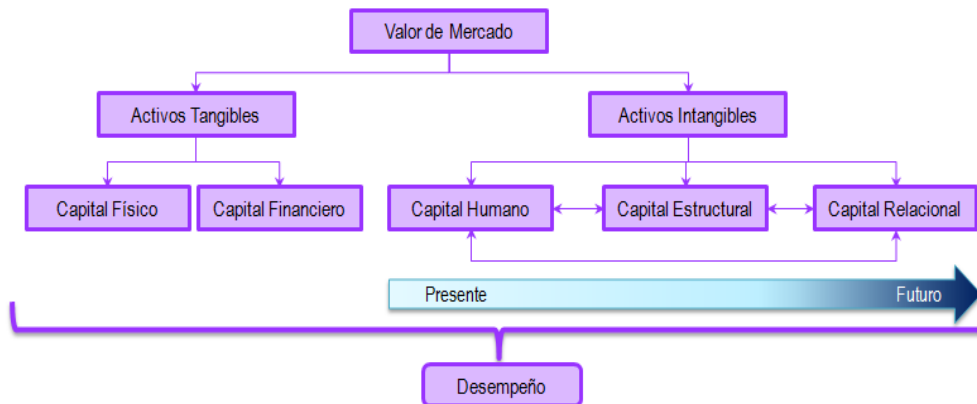 Valor de Mercado
Activos Tangibles
Activos Intangibles
Capital Físico
Capital Financiero
Capital Humano
Capital Estructural
Capital Relacional
Presente
Futuro
Desempeño